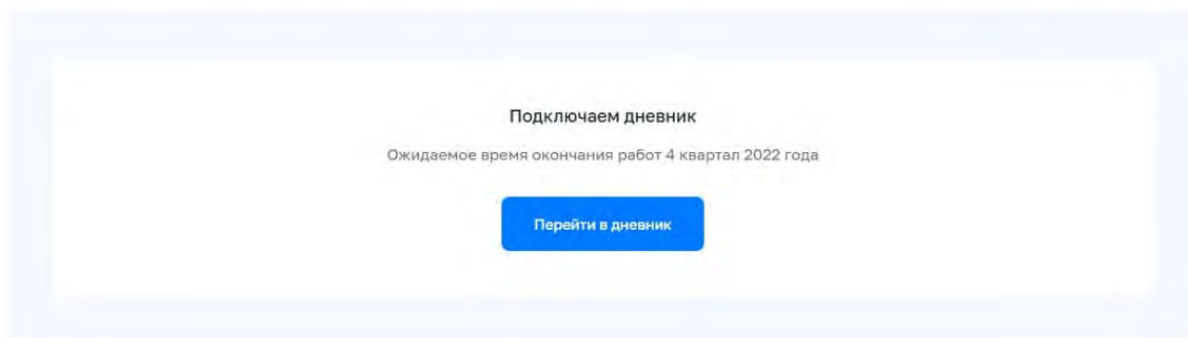 Подключаем дневник
Ожидаемое время окончания работ 4 квартал 2022 года
Перейти в дневник